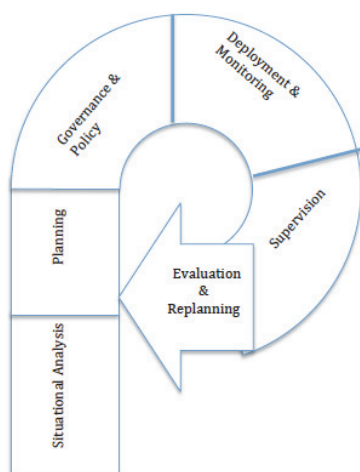 Deployment &
Monitoring
Governance &
Policy
Supervision
Planning
Evaluation
&
Replanning
Situational Analysis